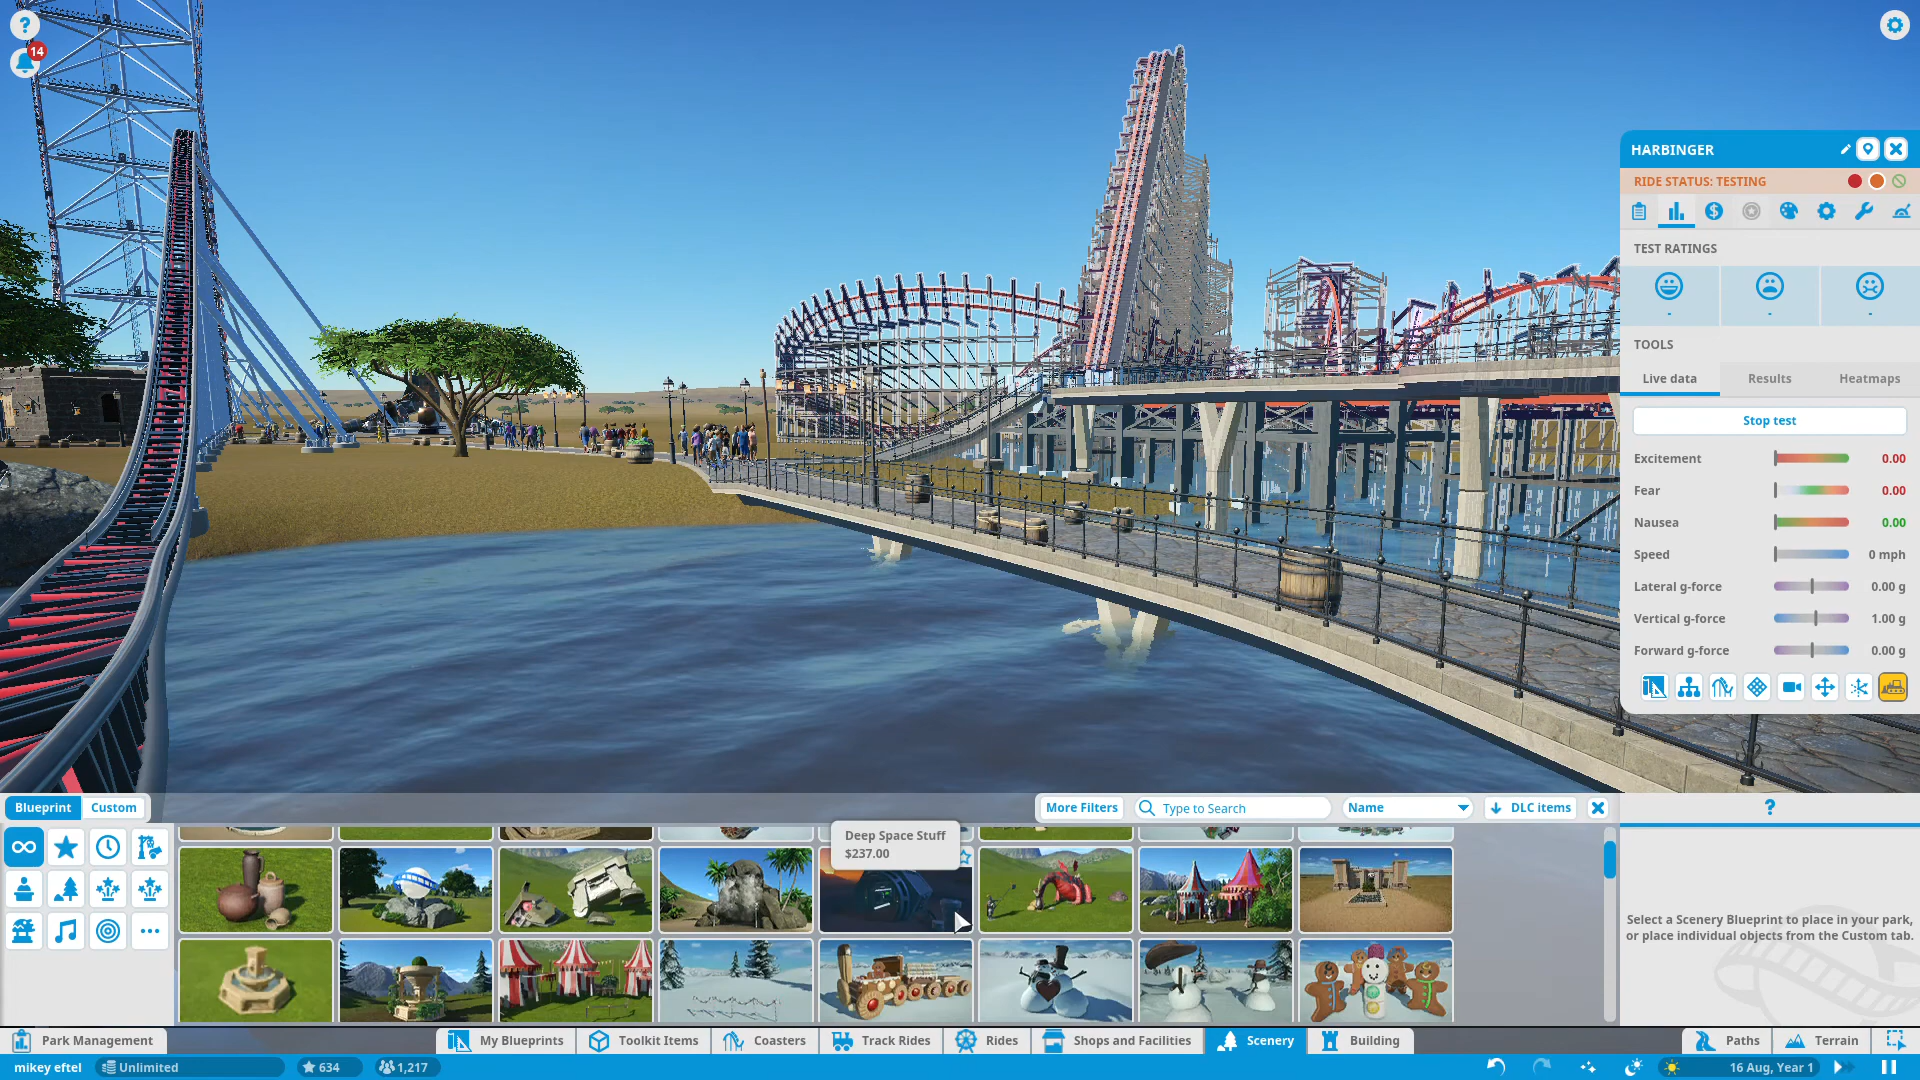 ?
14
HARBINGER
RIDE STATUS: TESTING
TEST RATINGS
-
-
-
TOOLS
Live data
Results
Heatmaps
Stop test
Excitement 0.00
Fear 0.00
Nausea 0.00
Speed 0 mph
Lateral g-force 0.00 g
Vertical g-force 1.00 g
Forward g-force 0.00 g
Blueprint
Custom
More Filters
Type to Search
Name
DLC items
?
Deep Space Stuff
$237.00
Select a Scenery Blueprint to place in your park,
or place individual objects from the Custom tab.
Park Management
My Blueprints
Toolkit Items
Coasters
Track Rides
Rides
Shops and Facilities
Scenery
Building
Paths
Terrain
mikey eftel
Unlimited
634
1,217
16 Aug, Year 1